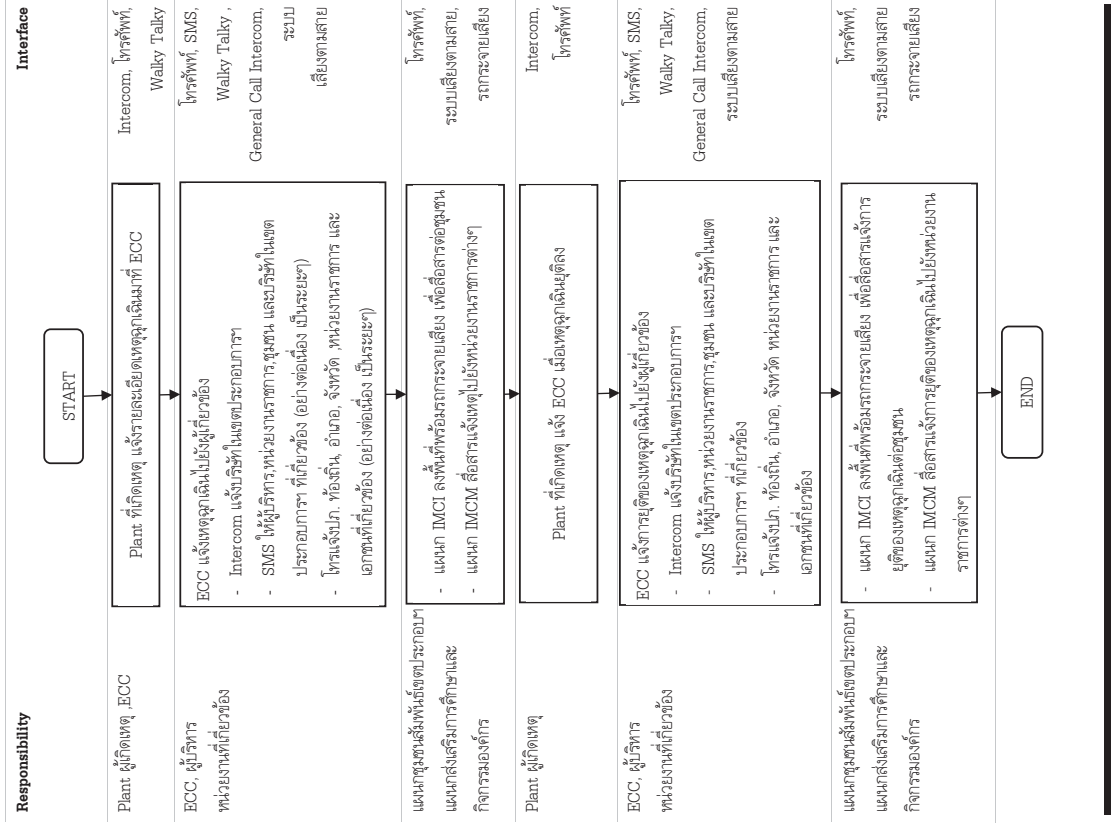 Responsibility
Interface
START
Plant ผู้เกิดเหตุ ,ECC
Plant ที่เกิดเหตุ แจ้งรายละเอียดเหตุฉุกเฉินมาที่ ECC
Intercom, โทรศัพท์,
Walky Talky
ECC, ผู้บริหาร
หน่วยงานที่เกี่ยวข้อง
ECC แจ้งเหตุฉุกเฉินไปยังผู้เกี่ยวข้อง
- Intercom แจ้งบริษัทในเขตประกอบการฯ
- SMS ให้ผู้บริหาร,หน่วยงานราชการ,ชุมชน และบริษัทในเขต
ประกอบการฯ ที่เกี่ยวข้อง (อย่างต่อเนื่อง เป็นระยะๆ)
- โทรแจ้งปภ. ท้องถิ่น, อำเภอ, จังหวัด ,หน่วยงานราชการ และ
เอกชนที่เกี่ยวข้อง (อย่างต่อเนื่อง เป็นระยะๆ)
โทรศัพท์, SMS,
Walky Talky ,
General Call Intercom,
ระบบ
เสียงตามสาย
แผนกชุมชนสัมพันธ์เขตประกอบฯ
แผนกส่งเสริมการศึกษาและ
กิจกรรมองค์กร
- แผนก IMCI ลงพื้นที่พร้อมรถกระจายเสียง เพื่อสื่อสารต่อชุมชน
- แผนก IMCM สื่อสารแจ้งเหตุไปยังหน่วยงานราชการต่างๆ
โทรศัพท์,
ระบบเสียงตามสาย,
รถกระจายเสียง
Plant ผู้เกิดเหตุ
Plant ที่เกิดเหตุ แจ้ง ECC เมื่อเหตุฉุกเฉินยุติลง
Intercom,
โทรศัพท์
ECC, ผู้บริหาร
หน่วยงานที่เกี่ยวข้อง
ECC แจ้งการยุติของเหตุฉุกเฉินไปยังผู้เกี่ยวข้อง
- Intercom แจ้งบริษัทในเขตประกอบการฯ
- SMS ให้ผู้บริหาร,หน่วยงานราชการ,ชุมชน และบริษัทในเขต
ประกอบการฯ ที่เกี่ยวข้อง
- โทรแจ้งปภ. ท้องถิ่น, อำเภอ, จังหวัด หน่วยงานราชการ และ
เอกชนที่เกี่ยวข้อง
โทรศัพท์, SMS,
Walky Talky,
General Call Intercom,
ระบบเสียงตามสาย
แผนกชุมชนสัมพันธ์เขตประกอบฯ
แผนกส่งเสริมการศึกษาและ
กิจกรรมองค์กร
- แผนก IMCI ลงพื้นที่พร้อมรถกระจายเสียง เพื่อสื่อสารแจ้งการ
ยุติของเหตุฉุกเฉินต่อชุมชน
- แผนก IMCM สื่อสารแจ้งการยุติของเหตุฉุกเฉินไปยังหน่วยงาน
ราชการต่างๆ
โทรศัพท์,
ระบบเสียงตามสาย
รถกระจายเสียง
END